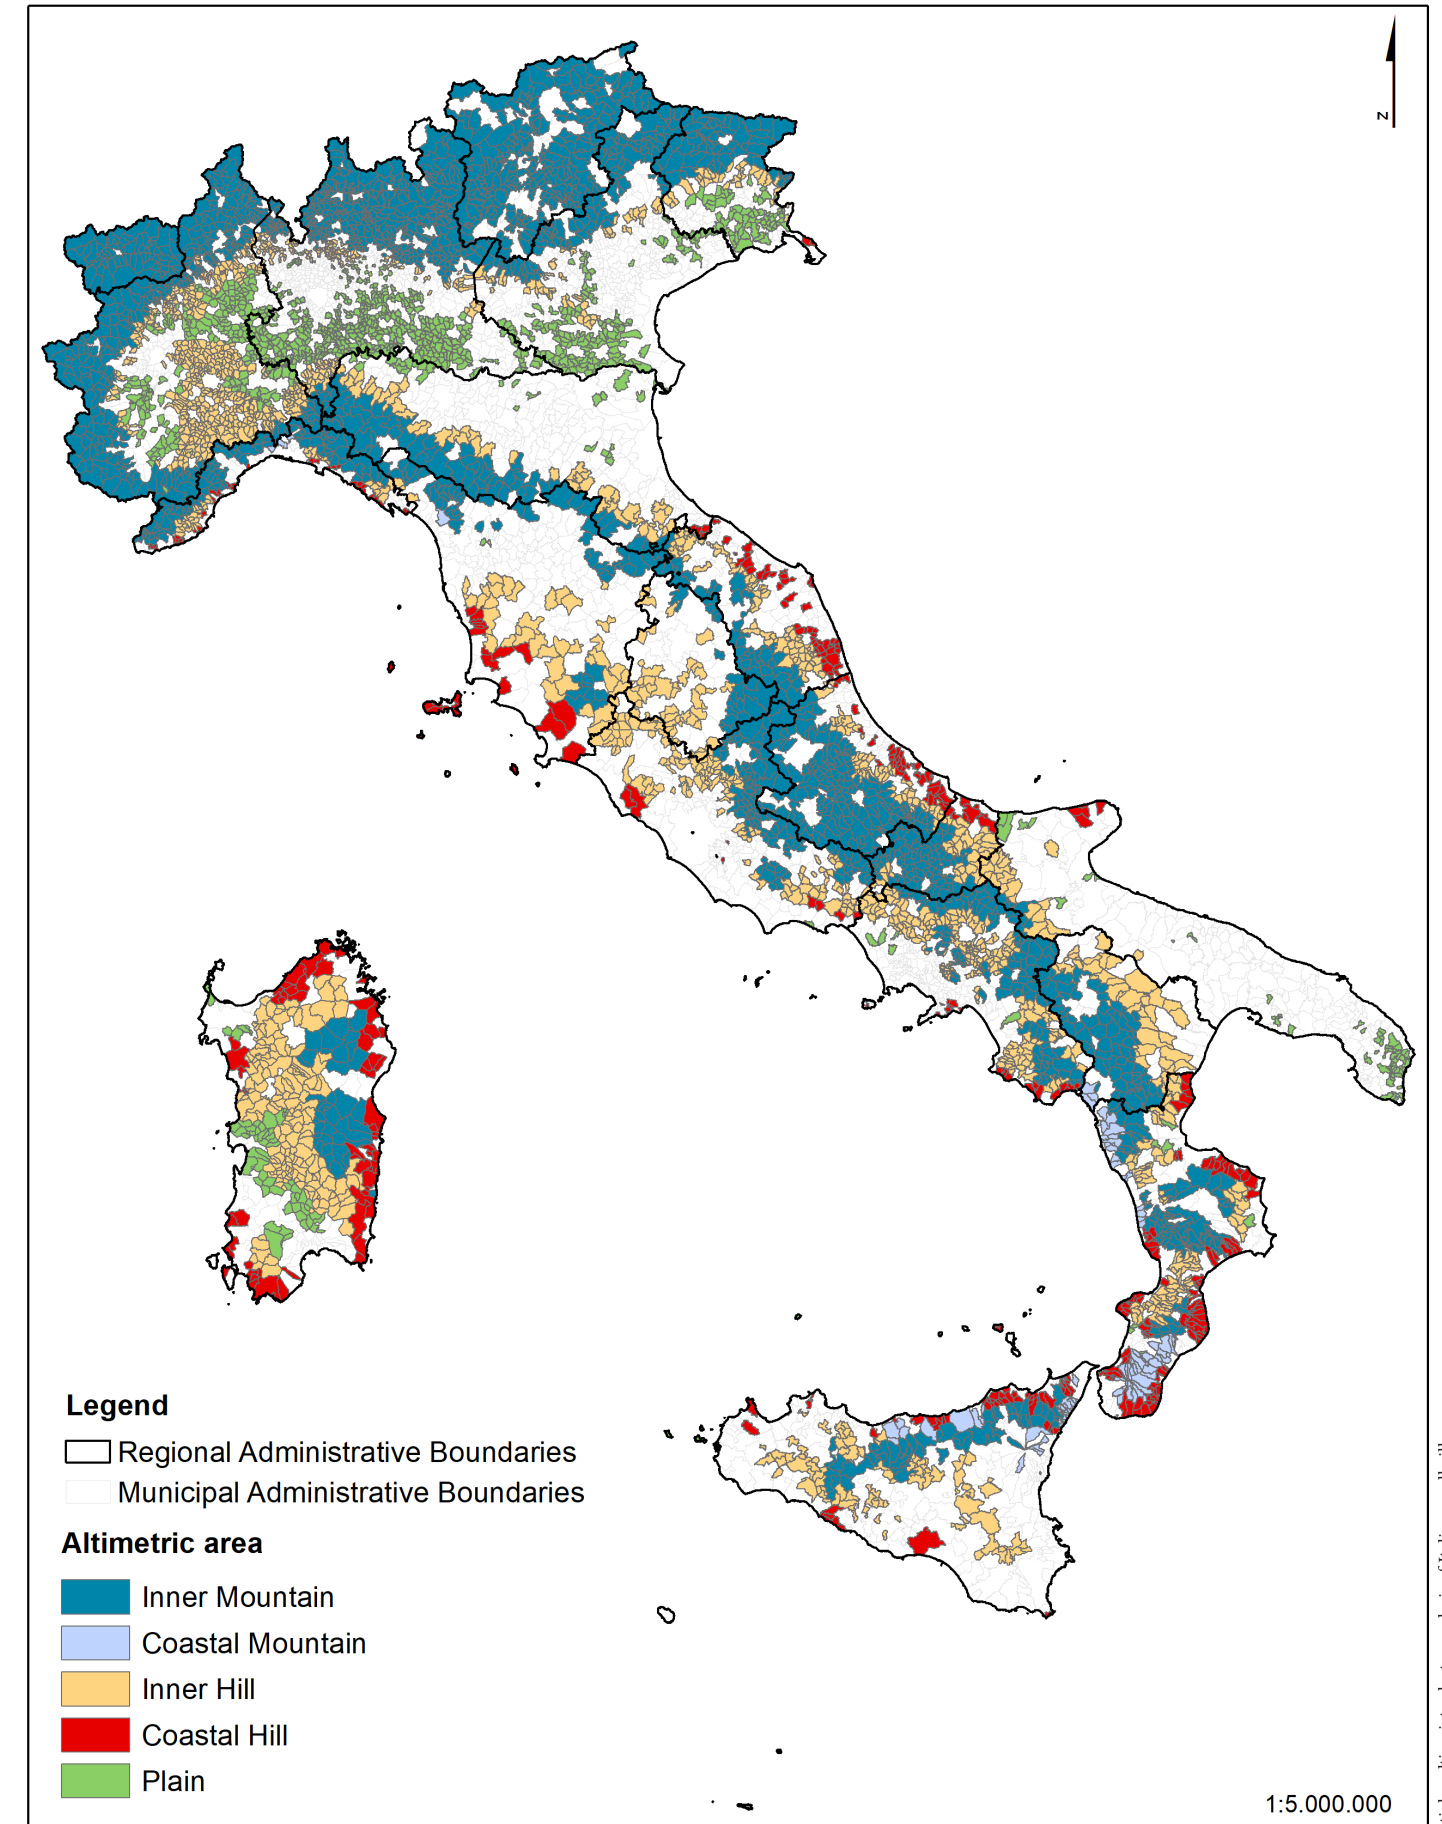 z
Legend
Regional Administrative Boundaries
Municipal Administrative Boundaries
Altimetric area
Inner Mountain
Coastal Mountain
Inner Hill
Coastal Hill
Plain
1:5.000.000